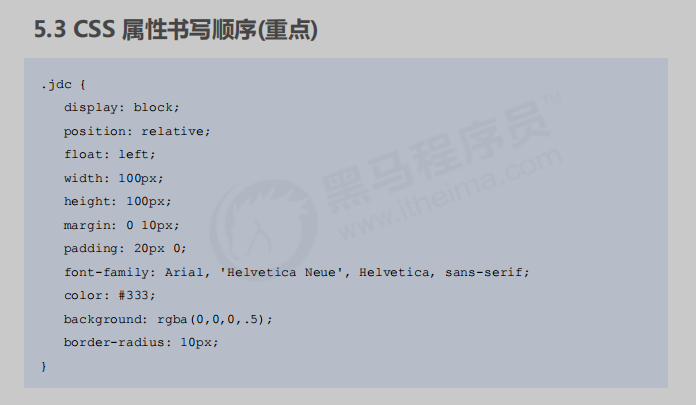 5.3 CSS 属性书写顺序(重点)
.jdc {
display: block;
position: relative;
float: left;
width: 100px;
height: 100px;
margin: 0 10px;
padding: 20px 0;
font-family: Arial, 'Helvetica Neue', Helvetica, sans-serif;
color: #333;
background: rgba(0,0,0,.5);
border-radius: 10px;
}
黑马程序员™
www.itheima.com